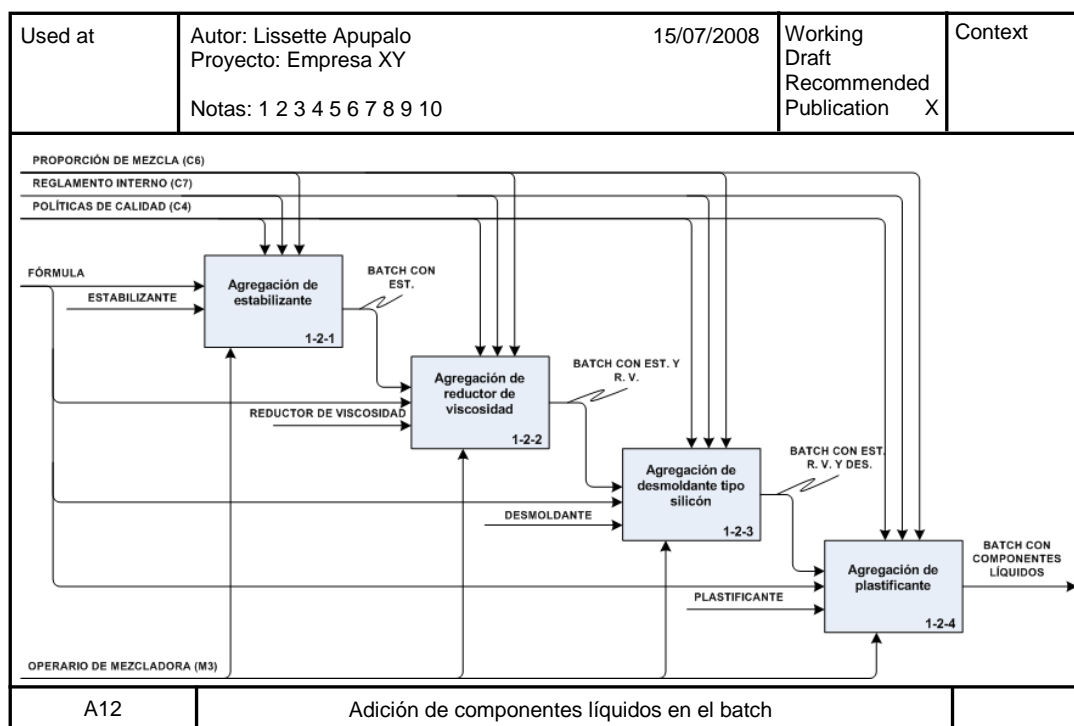 Used at
Autor: Lissette Apupalo 15/07/2008
Proyecto: Empresa XY
Notas: 1 2 3 4 5 6 7 8 9 10
Working
Draft
Recommended
Publication X
Context
PROPORCIÓN DE MEZCLA (C6)
REGLAMENTO INTERNO (C7)
POLÍTICAS DE CALIDAD (C4)
FÓRMULA
ESTABILIZANTE
Agregación de
estabilizante
1-2-1
BATCH CON
EST.
REDUCTOR DE VISCOSIDAD
Agregación de
reductor de
viscosidad
1-2-2
BATCH CON EST. Y
R. V.
DESMOLDANTE
Agregación de
desmoldante tipo
silicón
1-2-3
BATCH CON EST.
R. V. Y DES.
PLASTIFICANTE
Agregación de
plastificante
1-2-4
BATCH CON
COMPONENTES
LÍQUIDOS
OPERARIO DE MEZCLADORA (M3)
A12
Adición de componentes líquidos en el batch